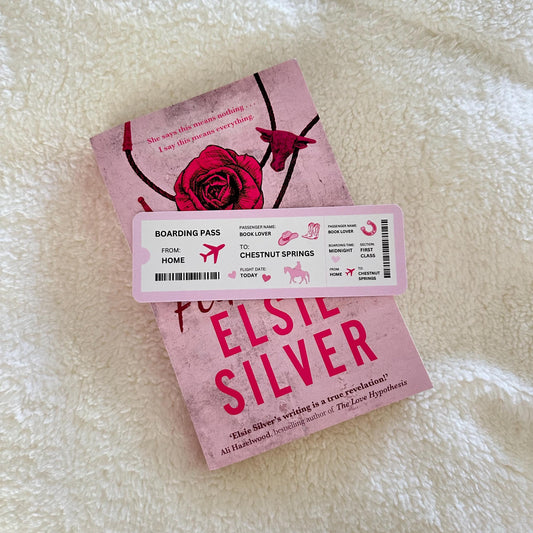 She says this means nothing . . .
I say this means everything.
BOARDING PASS
FROM:
HOME
PASSENGER NAME:
BOOK LOVER
TO:
CHESTNUT SPRINGS
FLIGHT DATE:
TODAY
PASSENGER NAME:
BOOK LOVER
BOARDING TIME:
MIDNIGHT
SECTION:
FIRST
CLASS
FROM:
HOME
TO:
CHESTNUT
SPRINGS
ELSIE
SILVER
'Elsie Silver's writing is a true revelation!'
Ali Hazelwood, bestselling author of The Love Hypothesis